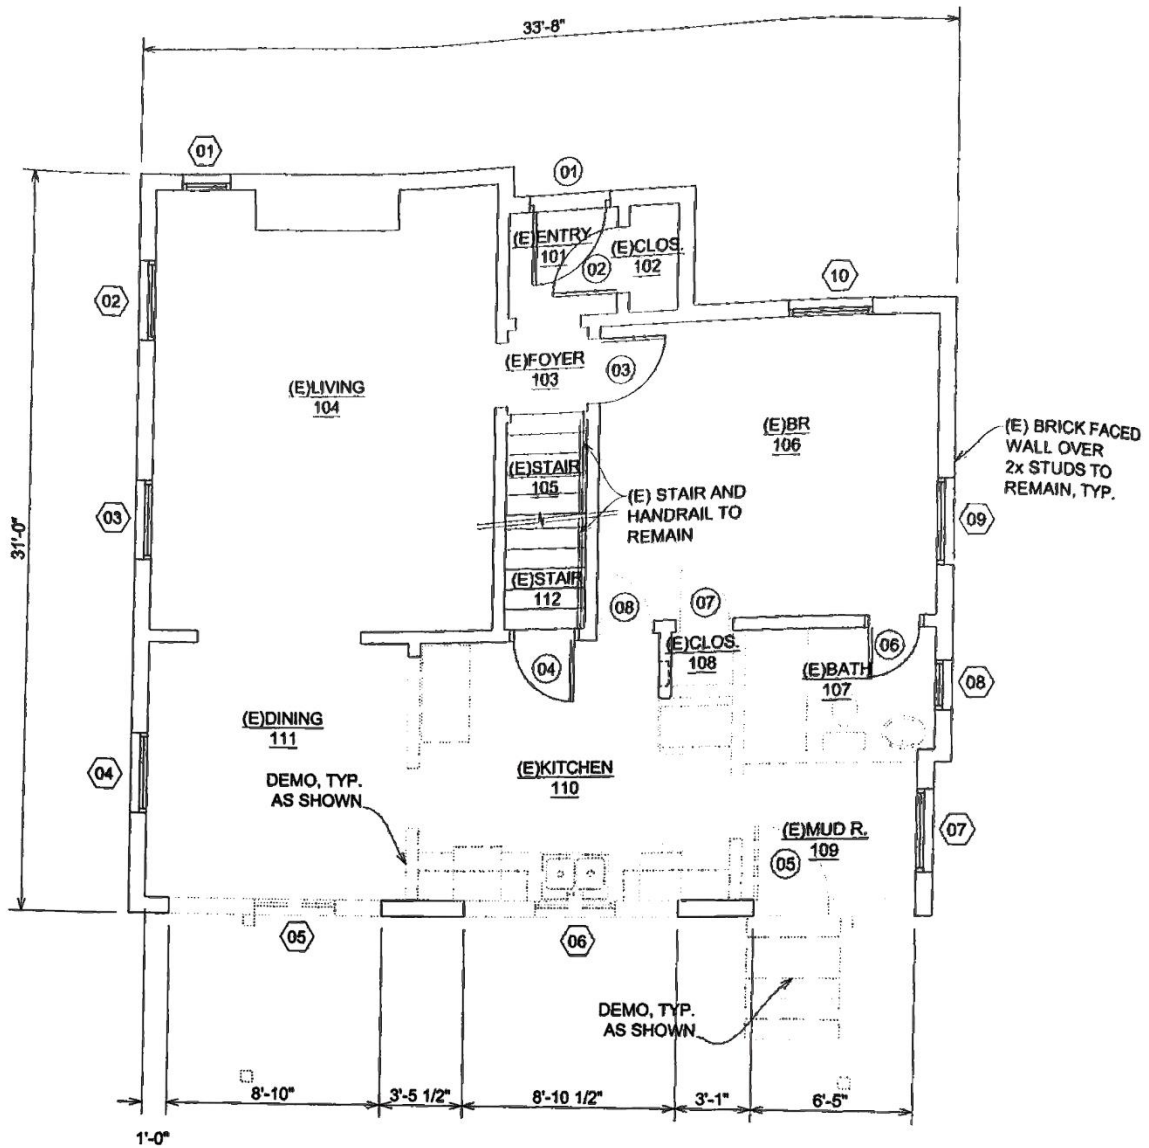 33'-8"
01
01
(E)ENTRY
101
(E)CLOS.
102
02
02
10
(E)FOYER
103
03
(E)LIVING
104
(E)BR
106
(E) BRICK FACED
WALL OVER
2x STUDS TO
REMAIN, TYP.
(E)STAIR
105
(E) STAIR AND
HANDRAIL TO
REMAIN
03
09
31'-0"
(E)STAIR
112
08
07
(E)CLOS.
108
06
04
(E)BATH
107
08
(E)DINING
111
04
DEMO, TYP.
AS SHOWN
(E)KITCHEN
110
(E)MUD R.
109
07
05
05
06
DEMO, TYP.
AS SHOWN
8'-10"
3'-5 1/2"
8'-10 1/2"
3'-1"
6'-5"
1'-0"